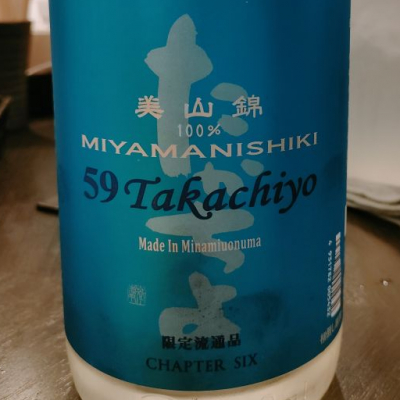 美山錦
100%
MIYAMANISHIKI
59 Takachiyo
Made In Minamiuonuma
限定流通品
CHAPTER SIX